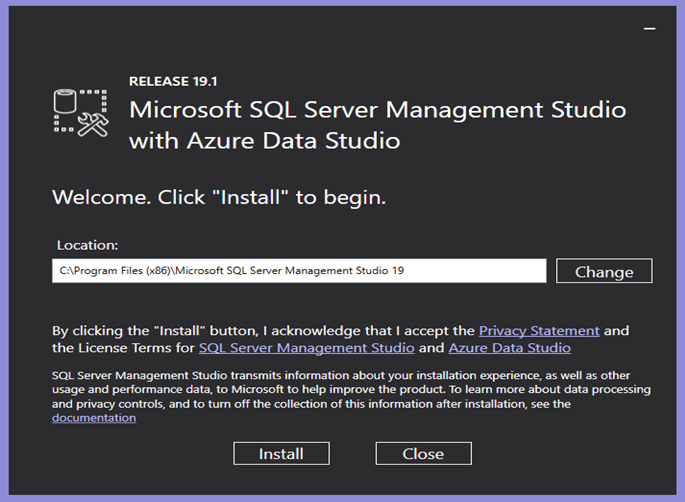 RELEASE 19.1
Microsoft SQL Server Management Studio
with Azure Data Studio
Welcome. Click "Install" to begin.
Location:
C:\Program Files (x86)\Microsoft SQL Server Management Studio 19
Change
By clicking the "Install" button, I acknowledge that I accept the Privacy Statement and
the License Terms for SQL Server Management Studio and Azure Data Studio
SQL Server Management Studio transmits information about your installation experience, as well as other
usage and performance data, to Microsoft to help improve the product. To learn more about data processing
and privacy controls, and to turn off the collection of this information after installation, see the
documentation
Install
Close